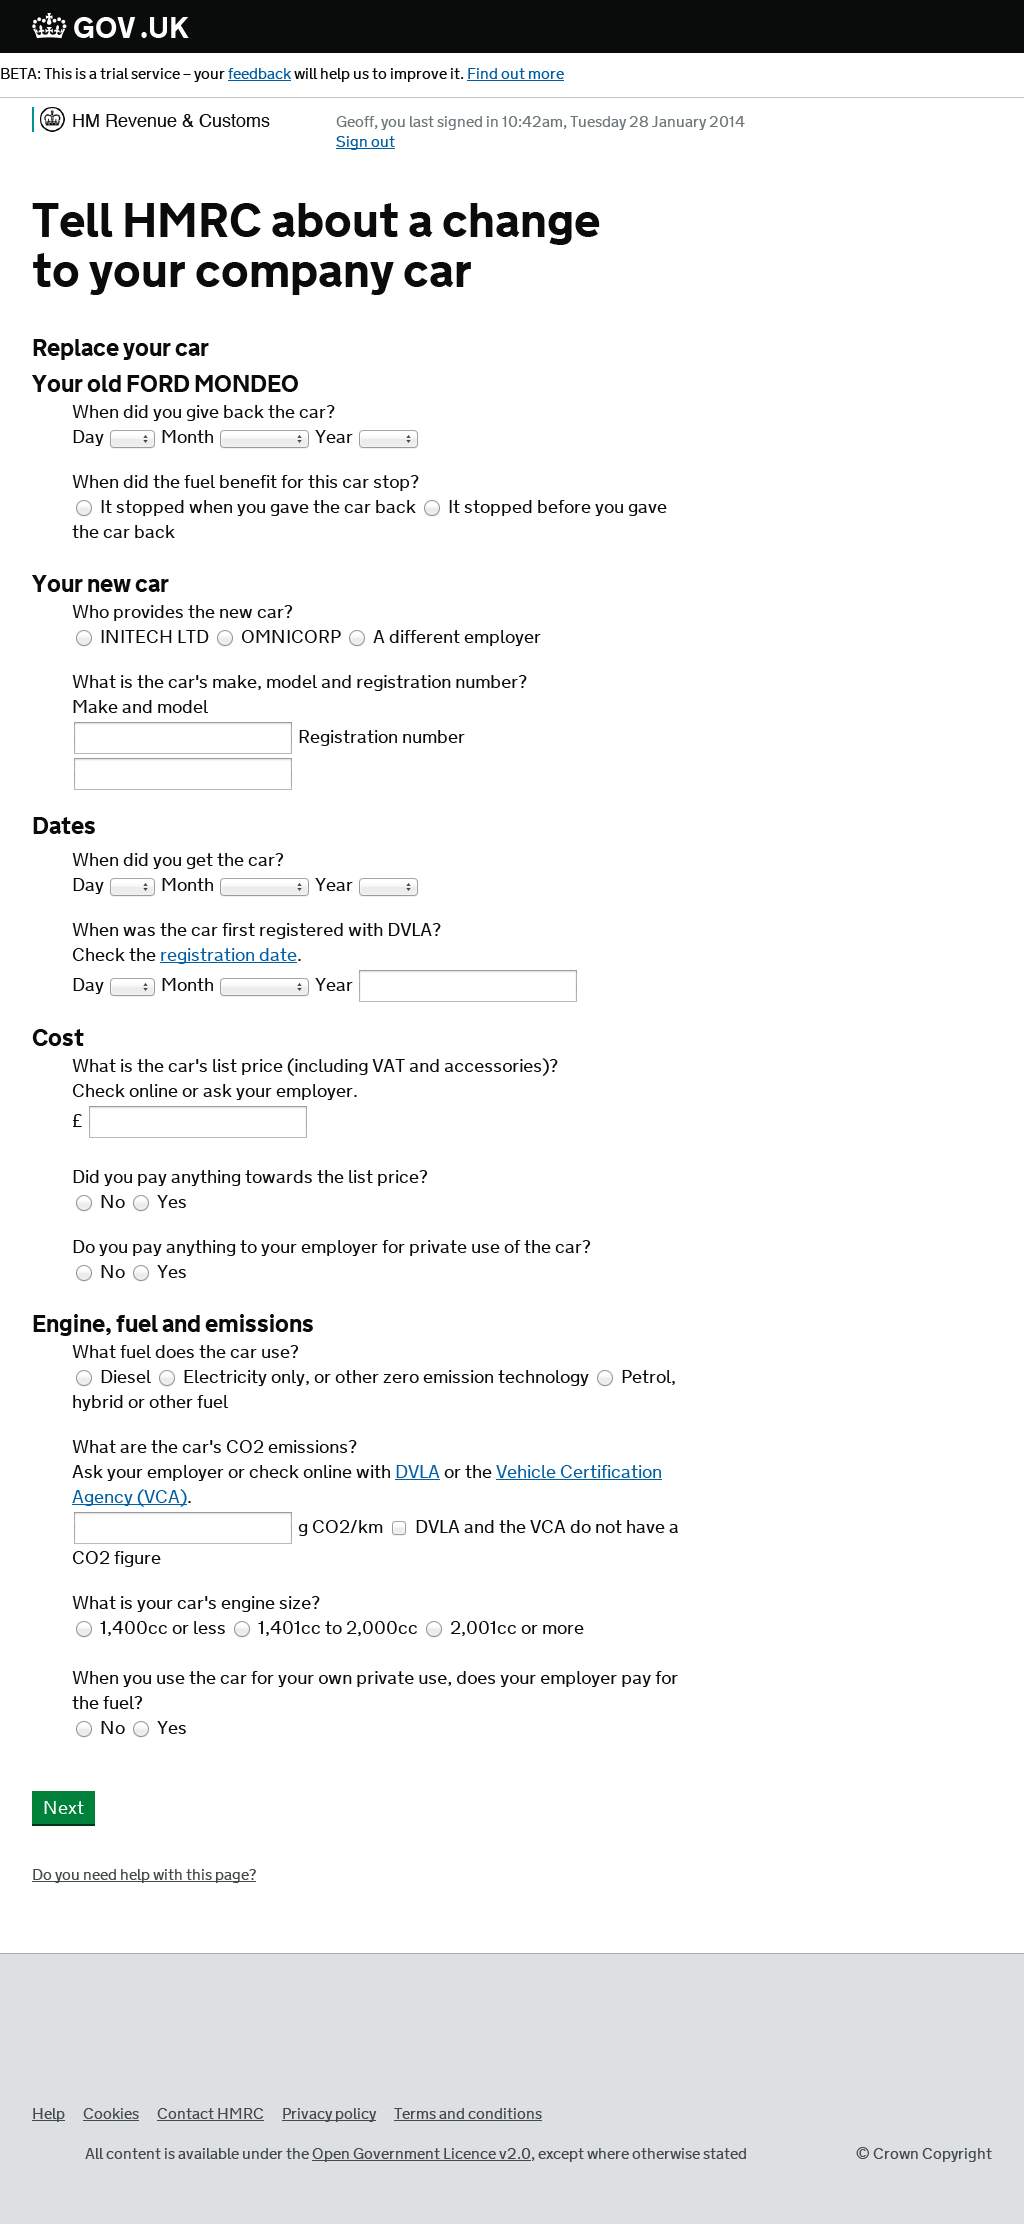 GOV.UK
BETA: This is a trial service – your feedback will help us to improve it. Find out more
HM Revenue & Customs
Geoff, you last signed in 10:42am, Tuesday 28 January 2014
Sign out
Tell HMRC about a change
to your company car
Replace your car
Your old FORD MONDEO
When did you give back the car?
Day Month Year
When did the fuel benefit for this car stop?
It stopped when you gave the car back It stopped before you gave
the car back
Your new car
Who provides the new car?
INITECH LTD OMNICORP A different employer
What is the car's make, model and registration number?
Make and model
Registration number
Dates
When did you get the car?
Day Month Year
When was the car first registered with DVLA?
Check the registration date.
Day Month Year
Cost
What is the car's list price (including VAT and accessories)?
Check online or ask your employer.
£
Did you pay anything towards the list price?
No Yes
Do you pay anything to your employer for private use of the car?
No Yes
Engine, fuel and emissions
What fuel does the car use?
Diesel Electricity only, or other zero emission technology Petrol,
hybrid or other fuel
What are the car's CO2 emissions?
Ask your employer or check online with DVLA or the Vehicle Certification
Agency (VCA).
g CO2/km DVLA and the VCA do not have a
CO2 figure
What is your car's engine size?
1,400cc or less 1,401cc to 2,000cc 2,001cc or more
When you use the car for your own private use, does your employer pay for
the fuel?
No Yes
Next
Do you need help with this page?
Help Cookies Contact HMRC Privacy policy Terms and conditions
All content is available under the Open Government Licence v2.0, except where otherwise stated
© Crown Copyright